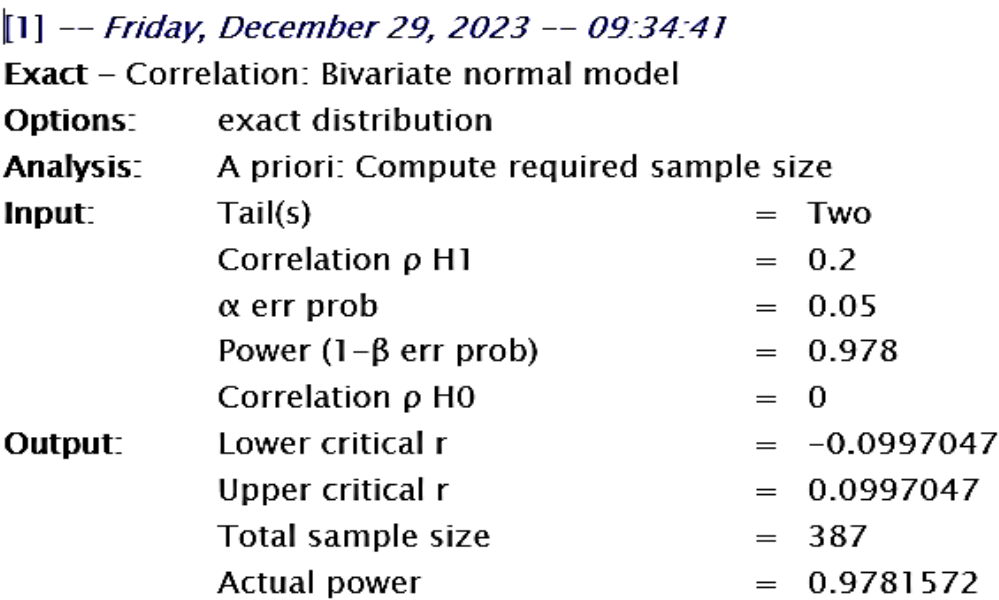 [1] -- Friday, December 29, 2023 -- 09:34:41
Exact – Correlation: Bivariate normal model
Options: exact distribution
Analysis: A priori: Compute required sample size
Input: Tail(s) = Two
Correlation ρ H1 = 0.2
α err prob = 0.05
Power (1–β err prob) = 0.978
Correlation ρ H0 = 0
Output: Lower critical r = –0.0997047
Upper critical r = 0.0997047
Total sample size = 387
Actual power = 0.9781572